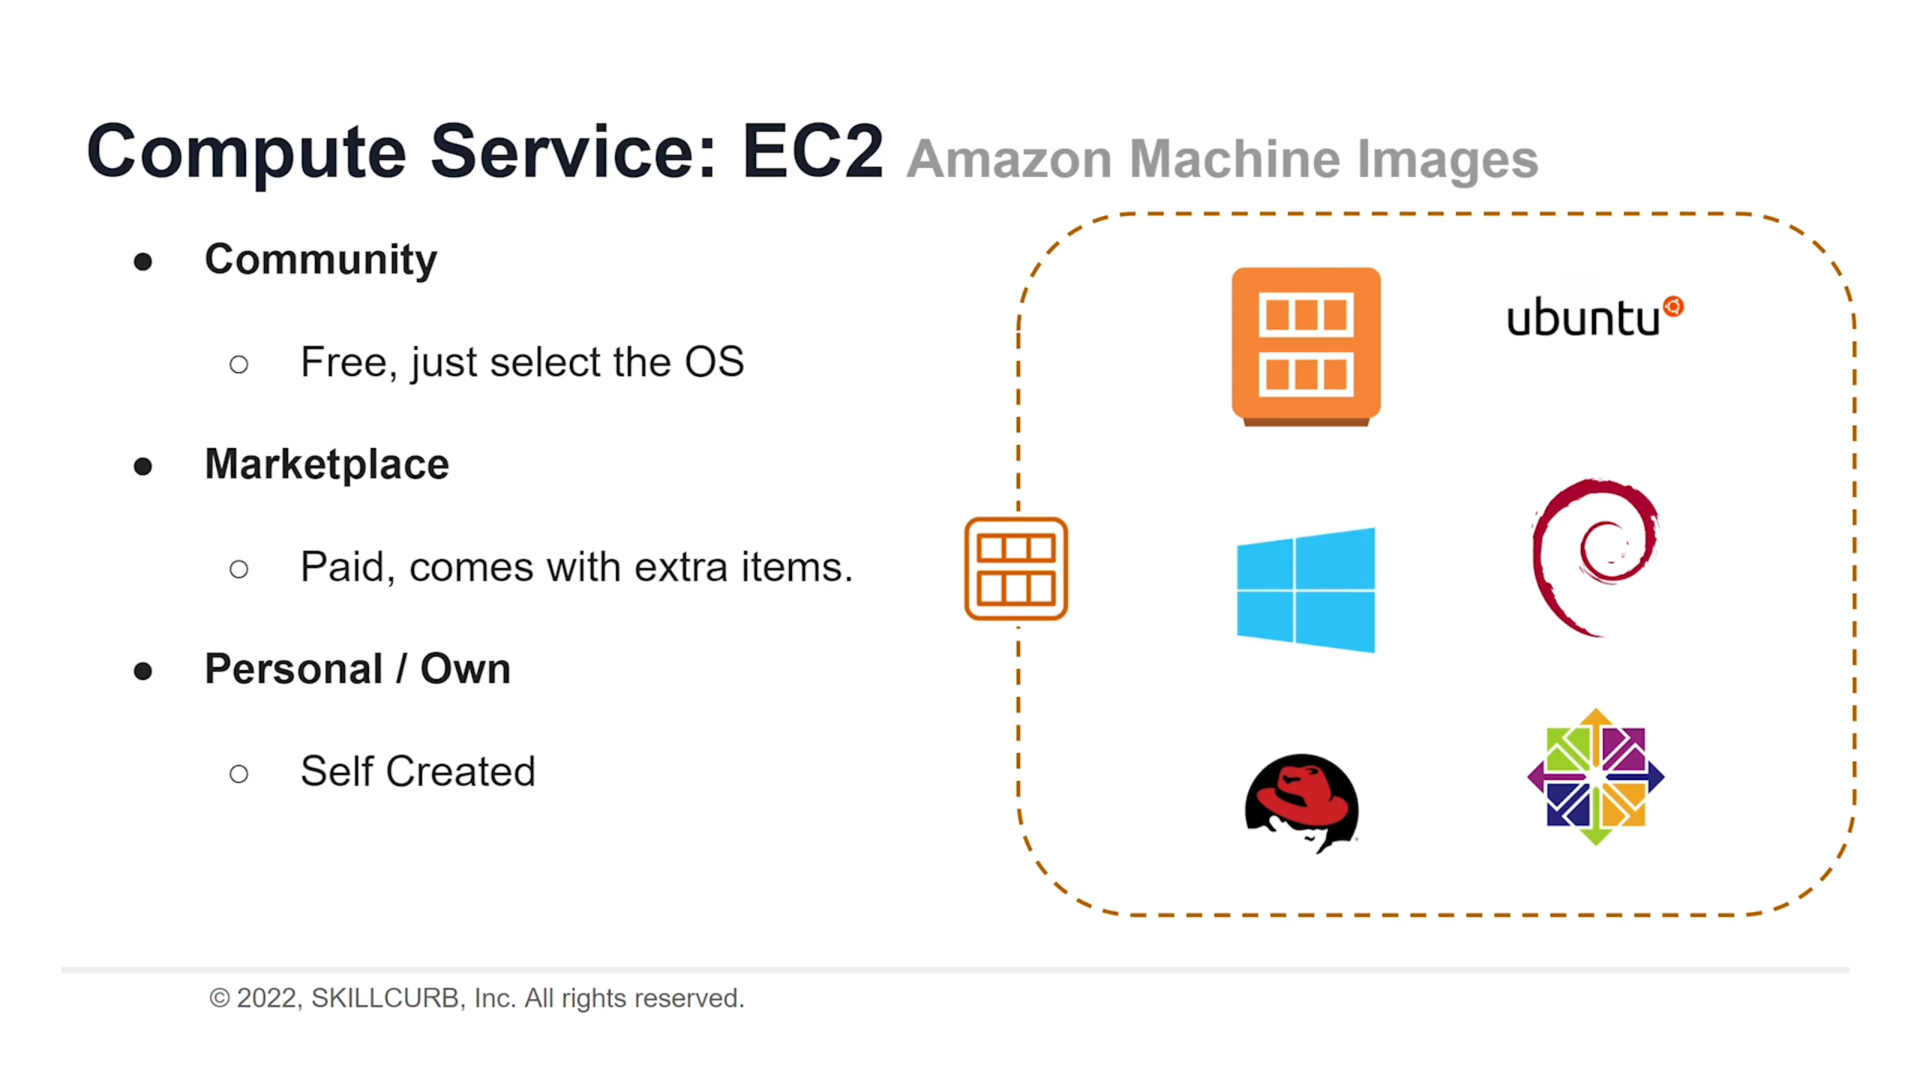 Compute Service: EC2 Amazon Machine Images
● Community
○ Free, just select the OS
● Marketplace
○ Paid, comes with extra items.
● Personal / Own
○ Self Created
ubuntu
© 2022, SKILLCURB, Inc. All rights reserved.